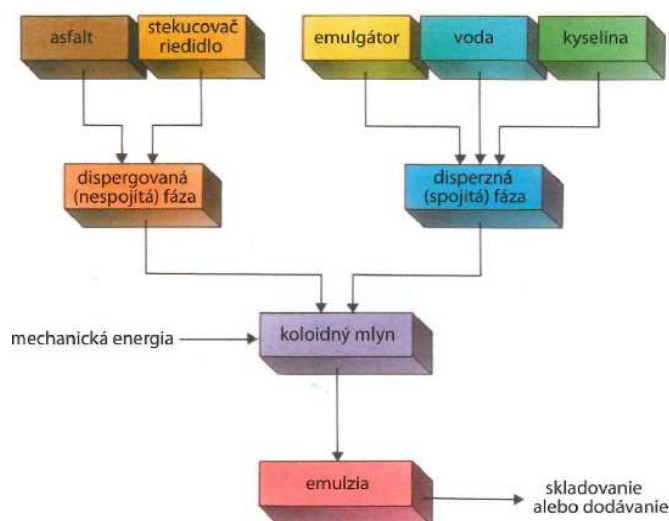 asfalt
stekucovač
riedidlo
emulgátor
voda
kyselina
dispergovaná
(nespojitá) fáza
disperzná
(spojitá) fáza
mechanická energia
koloidný mlyn
emulzia
skladovanie
alebo dodávanie